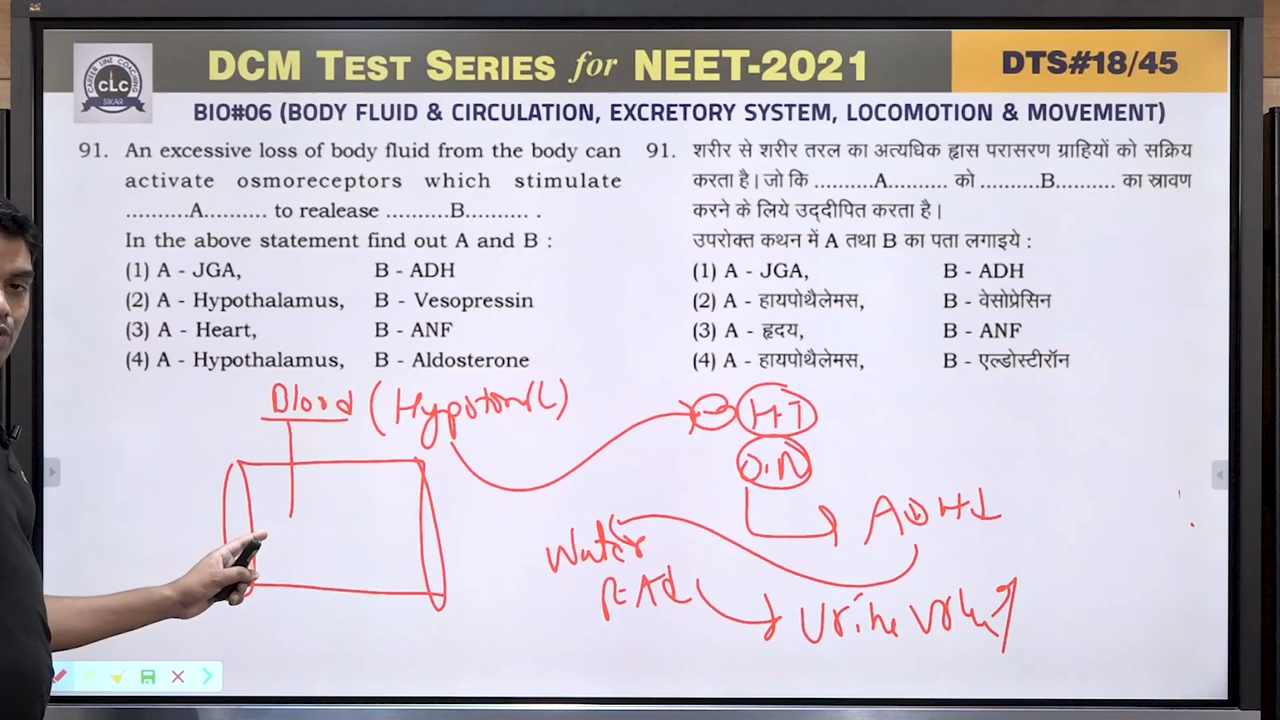 DCM TEST SERIES for NEET-2021
DTS#18/45
CAREER LINE COACHING
CLC
SIKAR
BIO#06 (BODY FLUID & CIRCULATION, EXCRETORY SYSTEM, LOCOMOTION & MOVEMENT)
91. An excessive loss of body fluid from the body can
activate osmoreceptors which stimulate
..........A.......... to realease ..........B.......... .
In the above statement find out A and B :
(1) A - JGA, B - ADH
(2) A - Hypothalamus, B - Vesopressin
(3) A - Heart, B - ANF
(4) A - Hypothalamus, B - Aldosterone
91. शरीर से शरीर तरल का अत्यधिक ह्रास परासरण ग्राहियों को सक्रिय
करता है। जो कि ..........A.......... को ..........B.......... का स्रावण
करने के लिये उद्दीपित करता है।
उपरोक्त कथन में A तथा B का पता लगाइये :
(1) A - JGA, B - ADH
(2) A - हायपोथैलेमस, B - वेसोप्रेसिन
(3) A - हृदय, B - ANF
(4) A - हायपोथैलेमस, B - एल्डोस्टीरॉन
Blood (Hypotonic)
HT
ADH↓
Water
Urine